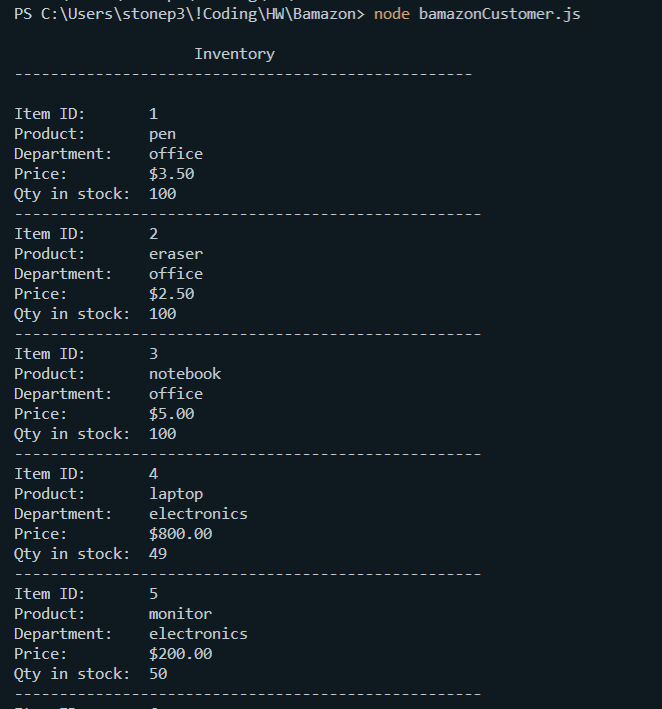 PS C:\Users\stonep3\!Coding\HW\Bamazon> node bamazonCustomer.js
Inventory
---------------------------------------------------
Item ID: 1
Product: pen
Department: office
Price: $3.50
Qty in stock: 100
----------------------------------------------------
Item ID: 2
Product: eraser
Department: office
Price: $2.50
Qty in stock: 100
----------------------------------------------------
Item ID: 3
Product: notebook
Department: office
Price: $5.00
Qty in stock: 100
----------------------------------------------------
Item ID: 4
Product: laptop
Department: electronics
Price: $800.00
Qty in stock: 49
----------------------------------------------------
Item ID: 5
Product: monitor
Department: electronics
Price: $200.00
Qty in stock: 50
----------------------------------------------------